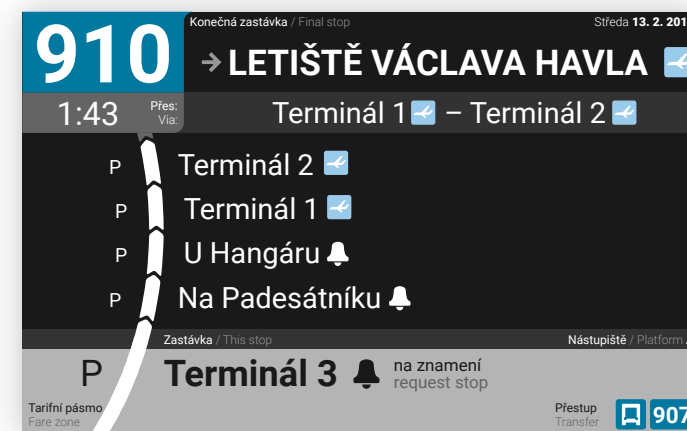 910
Konečná zastávka / Final stop
Středa 13. 2. 201
→ LETIŠTĚ VÁCLAVA HAVLA
1:43
Přes:
Via:
Terminál 1 – Terminál 2
P Terminál 2
P Terminál 1
P U Hangáru
P Na Padesátníku
Zastávka / This stop
Nástupiště / Platform
P
Terminál 3
na znamení
request stop
Tarifní pásmo
Fare zone
Přestup
Transfer
907